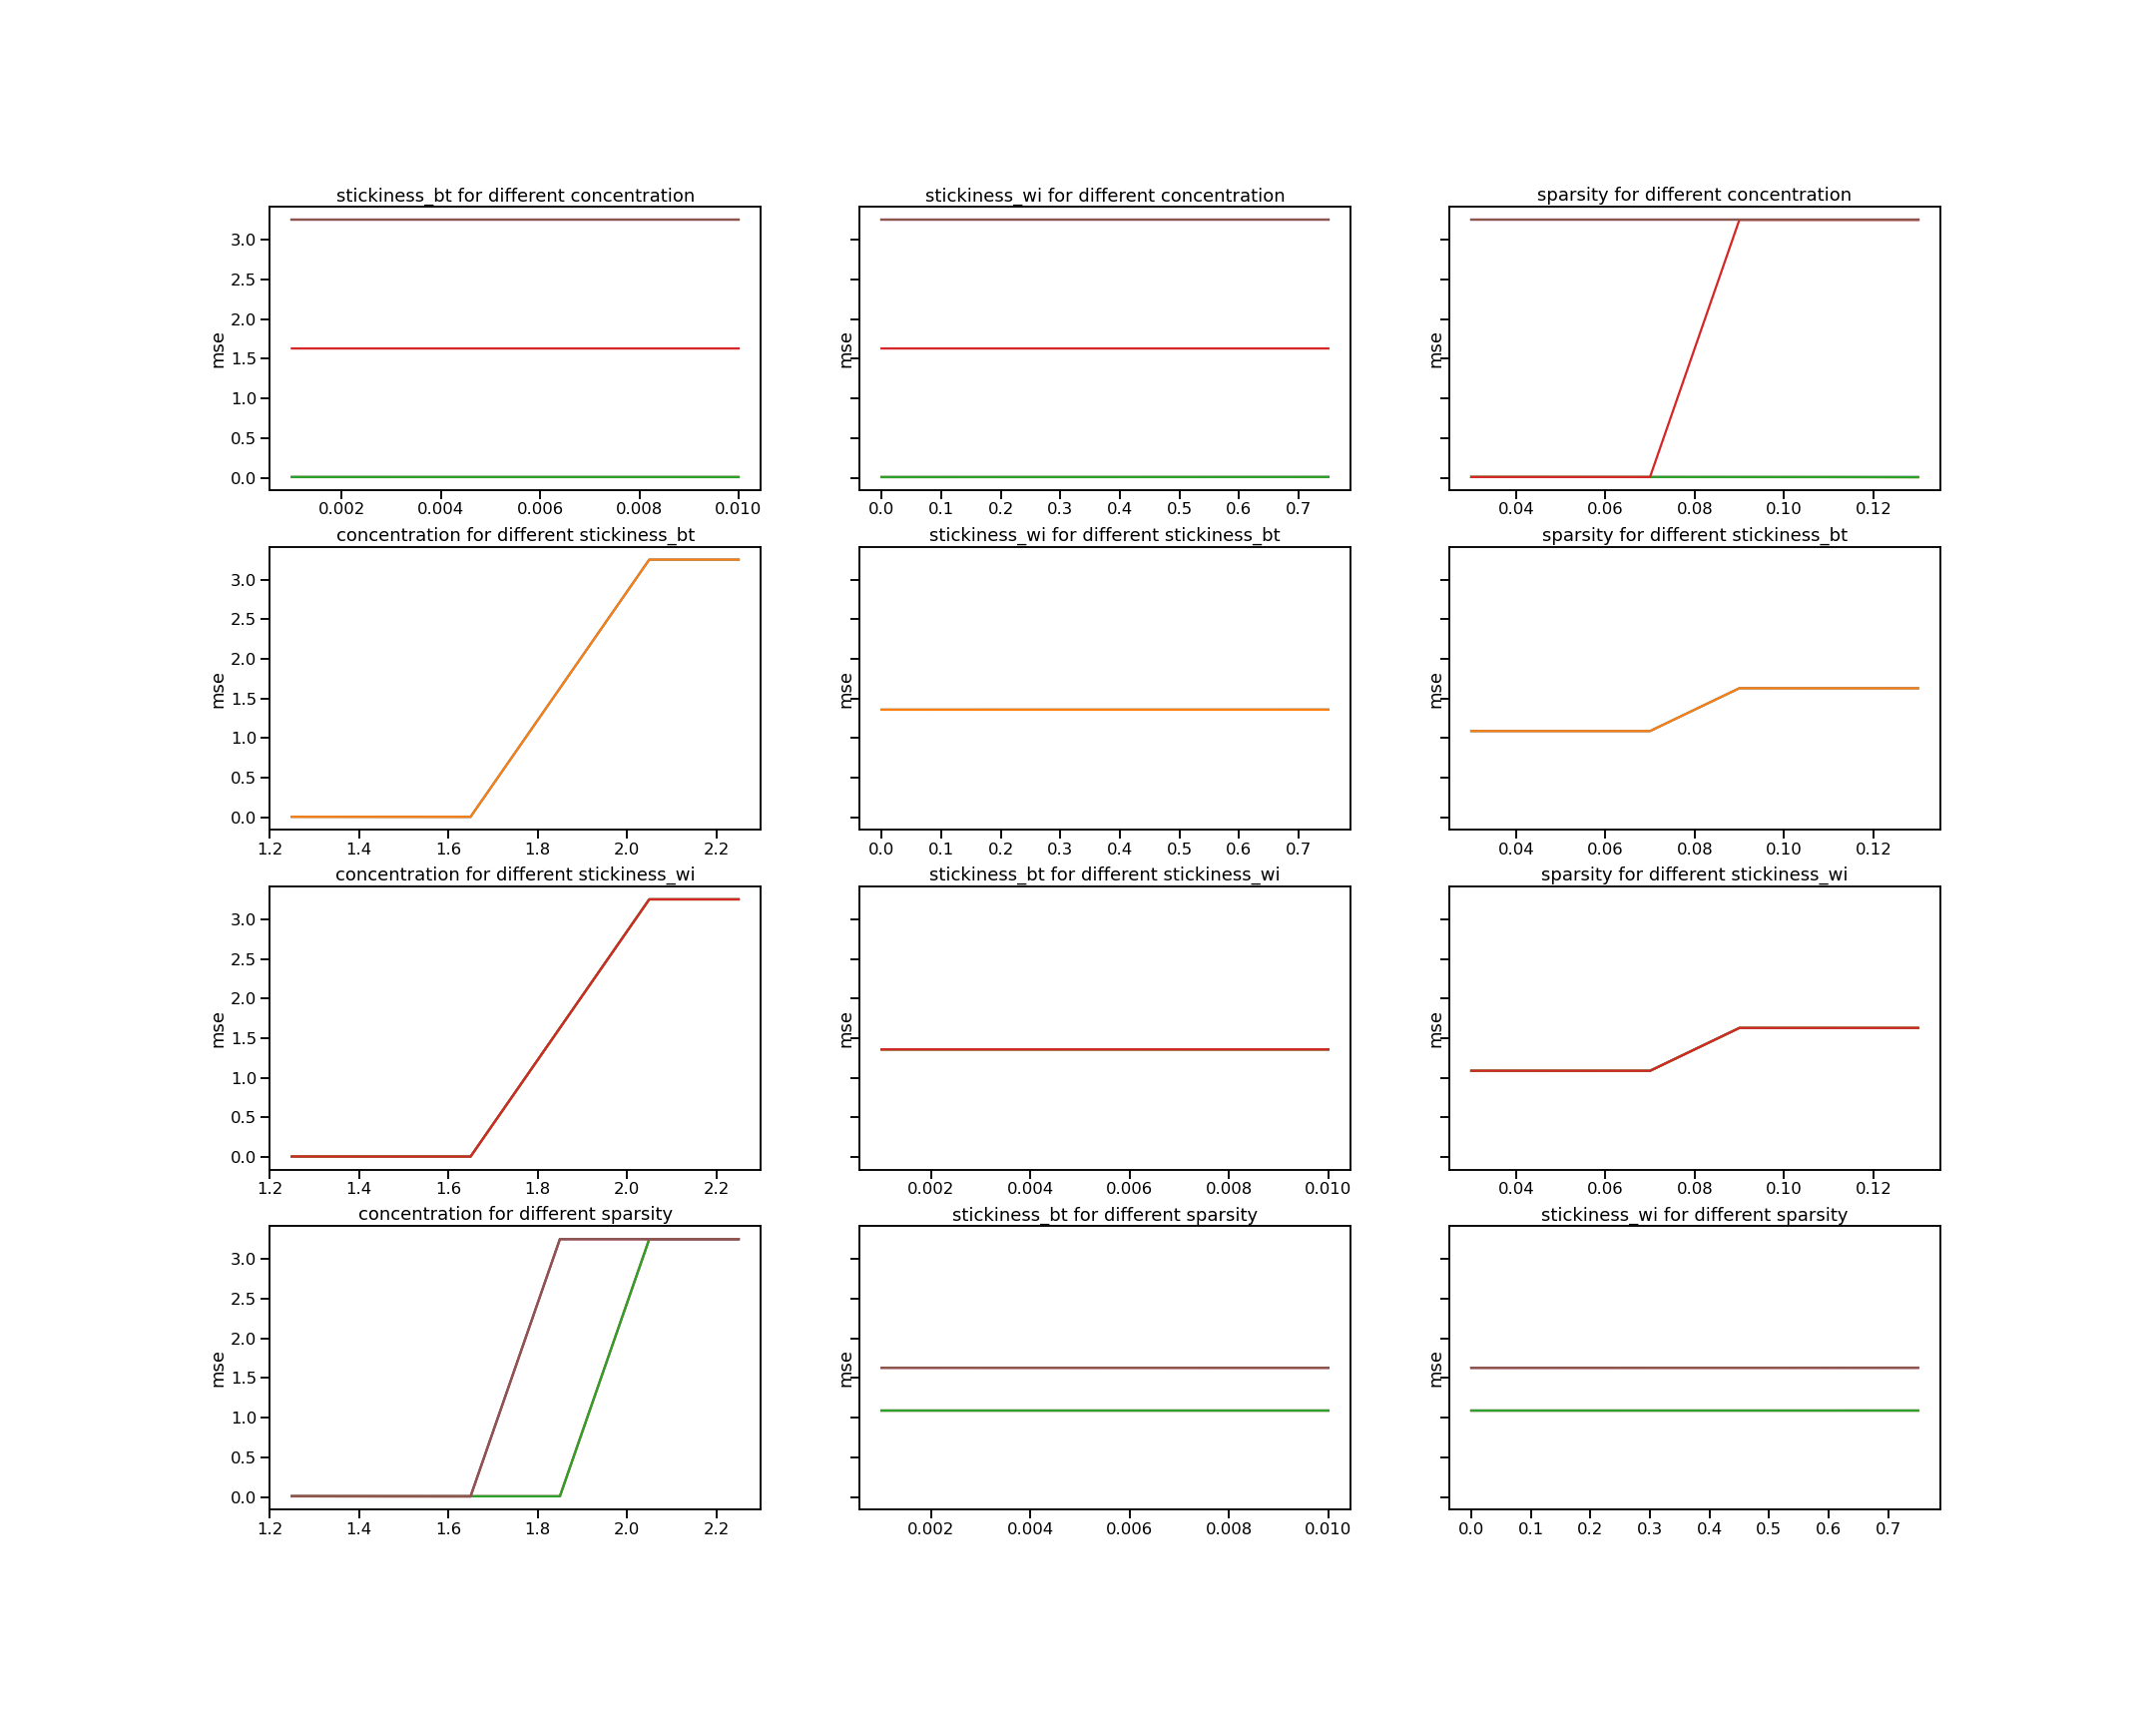 stickiness_bt for different concentration
stickiness_wi for different concentration
sparsity for different concentration
mse
3.0
2.5
2.0
1.5
1.0
0.5
0.0
0.002 0.004 0.006 0.008 0.010
mse
0.0 0.1 0.2 0.3 0.4 0.5 0.6 0.7
mse
0.04 0.06 0.08 0.10 0.12
concentration for different stickiness_bt
stickiness_wi for different stickiness_bt
sparsity for different stickiness_bt
mse
3.0
2.5
2.0
1.5
1.0
0.5
0.0
1.2 1.4 1.6 1.8 2.0 2.2
mse
0.0 0.1 0.2 0.3 0.4 0.5 0.6 0.7
mse
0.04 0.06 0.08 0.10 0.12
concentration for different stickiness_wi
stickiness_bt for different stickiness_wi
sparsity for different stickiness_wi
mse
3.0
2.5
2.0
1.5
1.0
0.5
0.0
1.2 1.4 1.6 1.8 2.0 2.2
mse
0.002 0.004 0.006 0.008 0.010
mse
0.04 0.06 0.08 0.10 0.12
concentration for different sparsity
stickiness_bt for different sparsity
stickiness_wi for different sparsity
mse
3.0
2.5
2.0
1.5
1.0
0.5
0.0
1.2 1.4 1.6 1.8 2.0 2.2
mse
0.002 0.004 0.006 0.008 0.010
mse
0.0 0.1 0.2 0.3 0.4 0.5 0.6 0.7